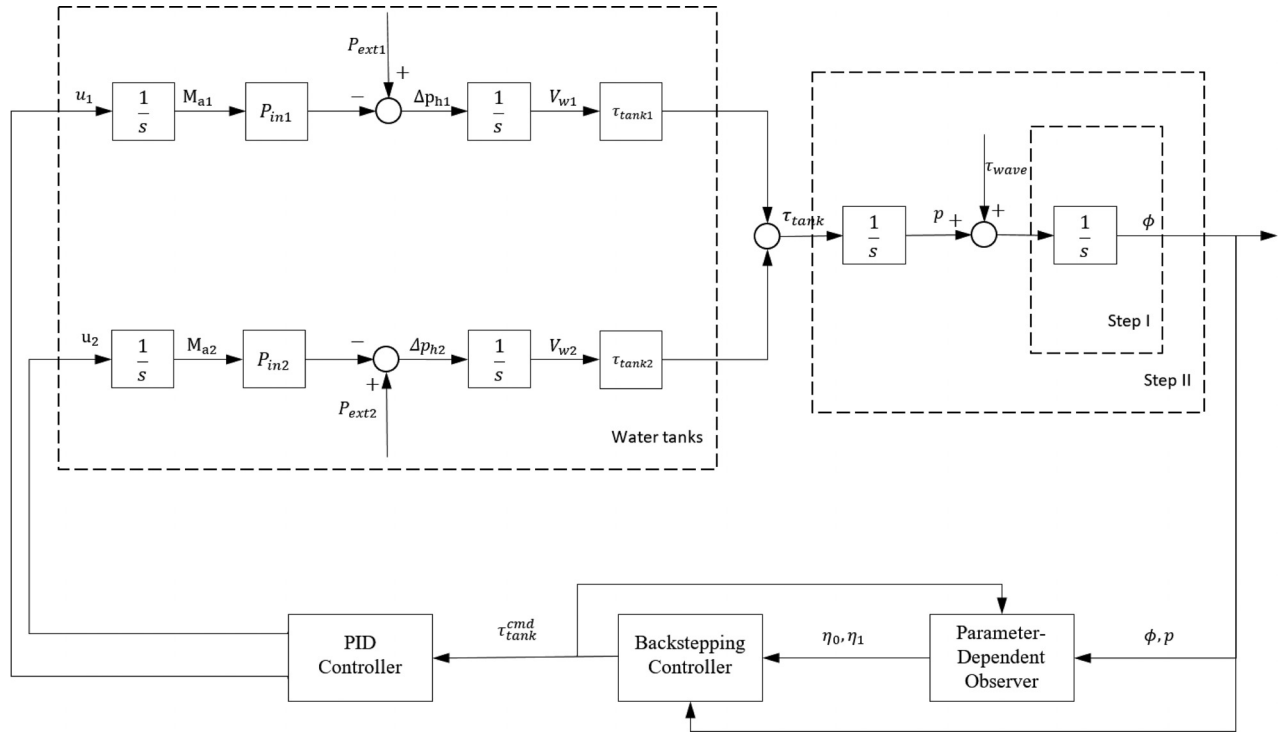 P_ext1
+
u_1
1/s
M_a1
P_in1
−
Δp_h1
1/s
V_w1
τ_tank1
τ_wave
τ_tank
1/s
p
+
+
1/s
ϕ
Step I
Step II
u_2
1/s
M_a2
P_in2
−
Δp_h2
1/s
V_w2
τ_tank2
+
P_ext2
Water tanks
PID
Controller
τ_tank^cmd
Backstepping
Controller
η_0, η_1
Parameter-
Dependent
Observer
ϕ, p